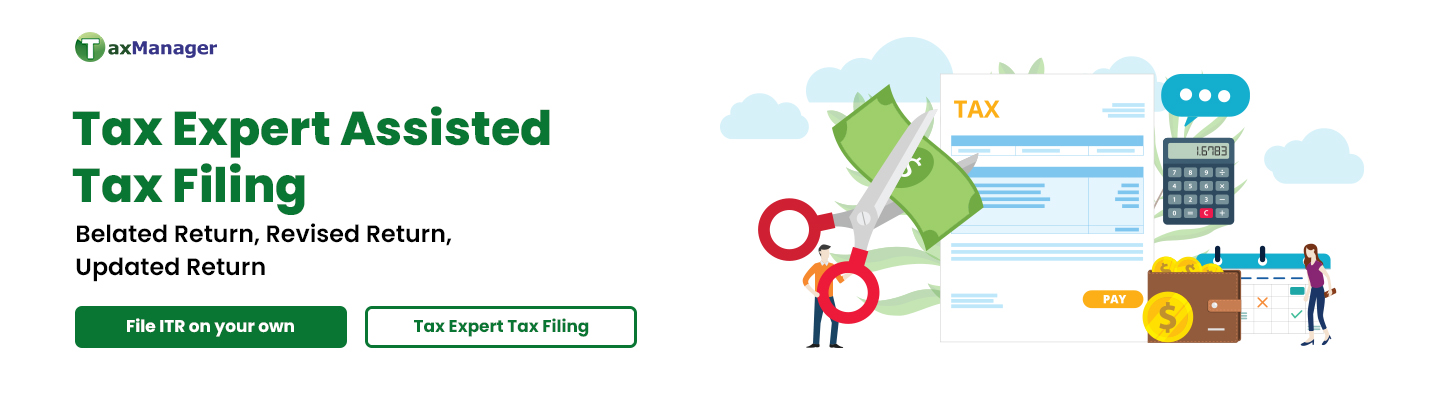 TaxManager
Tax Expert Assisted
Tax Filing
Belated Return, Revised Return,
Updated Return
File ITR on your own
Tax Expert Tax Filing
TAX
$
1.6783
7 8 9 ÷
4 5 6 ×
1 2 3 −
0 = C +
PAY
$